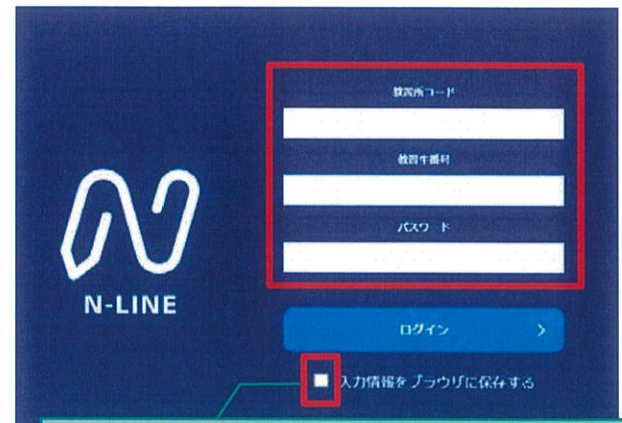 教習所コード
教習生番号
パスワード
N-LINE
ログイン
入力情報をブラウザに保存する